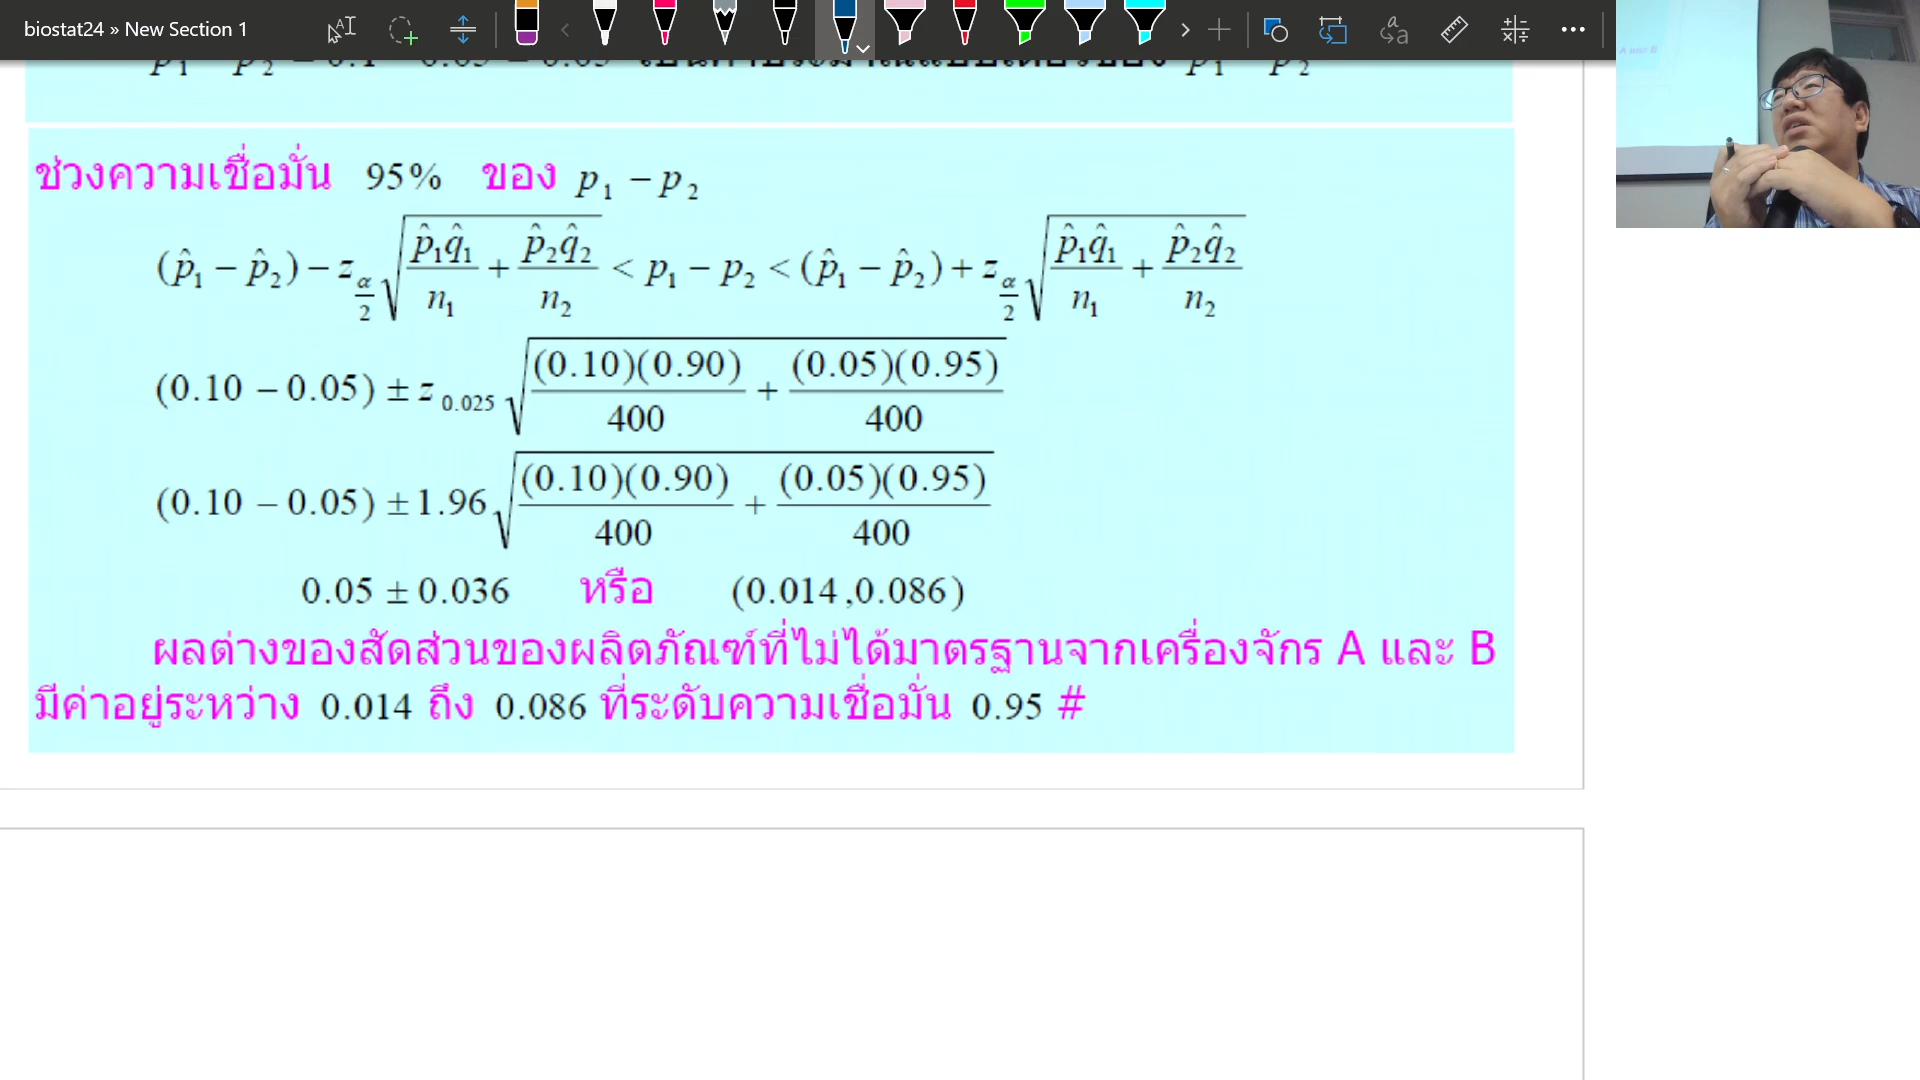 biostat24 » New Section 1
ช่วงความเชื่อมั่น 95% ของ p₁ − p₂
(p̂₁ − p̂₂) − z_{α/2} √(p̂₁q̂₁/n₁ + p̂₂q̂₂/n₂) < p₁ − p₂ < (p̂₁ − p̂₂) + z_{α/2} √(p̂₁q̂₁/n₁ + p̂₂q̂₂/n₂)
(0.10 − 0.05) ± z_{0.025} √((0.10)(0.90)/400 + (0.05)(0.95)/400)
(0.10 − 0.05) ± 1.96 √((0.10)(0.90)/400 + (0.05)(0.95)/400)
0.05 ± 0.036 หรือ (0.014, 0.086)
ผลต่างของสัดส่วนของผลิตภัณฑ์ที่ไม่ได้มาตรฐานจากเครื่องจักร A และ B
มีค่าอยู่ระหว่าง 0.014 ถึง 0.086 ที่ระดับความเชื่อมั่น 0.95 #